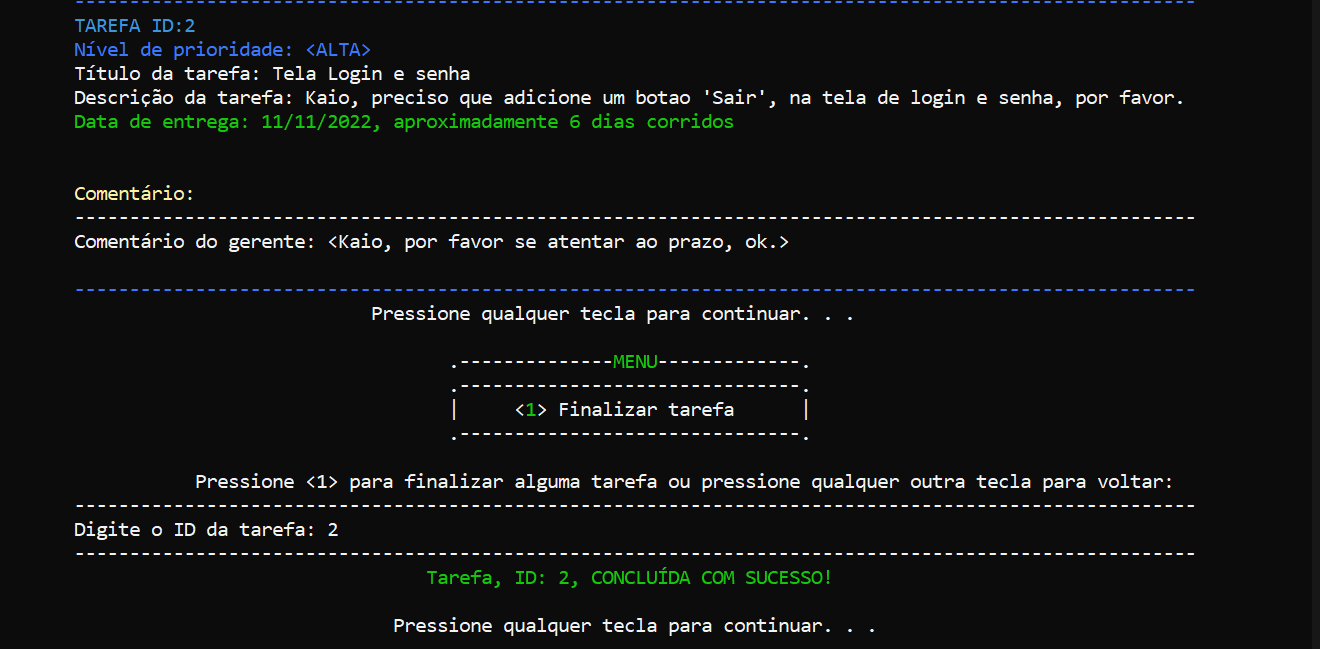 TAREFA ID:2
Nível de prioridade: <ALTA>
Título da tarefa: Tela Login e senha
Descrição da tarefa: Kaio, preciso que adicione um botao 'Sair', na tela de login e senha, por favor.
Data de entrega: 11/11/2022, aproximadamente 6 dias corridos
Comentário:
Comentário do gerente: <Kaio, por favor se atentar ao prazo, ok.>
Pressione qualquer tecla para continuar. . .
MENU
<1> Finalizar tarefa
Pressione <1> para finalizar alguma tarefa ou pressione qualquer outra tecla para voltar:
Digite o ID da tarefa: 2
Tarefa, ID: 2, CONCLUÍDA COM SUCESSO!
Pressione qualquer tecla para continuar. . .